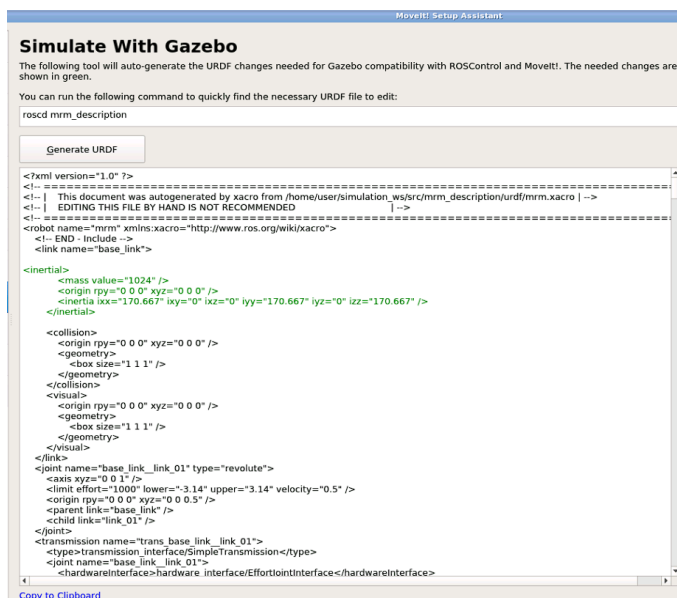 MoveIt! Setup Assistant
Simulate With Gazebo
The following tool will auto-generate the URDF changes needed for Gazebo compatibility with ROSControl and MoveIt!. The needed changes are
shown in green.
You can run the following command to quickly find the necessary URDF file to edit:
roscd mrm_description
Generate URDF
<?xml version="1.0" ?>
<!-- =====================================================================================
<!-- |    This document was autogenerated by xacro from /home/user/simulation_ws/src/mrm_description/urdf/mrm.xacro | -->
<!-- |    EDITING THIS FILE BY HAND IS NOT RECOMMENDED                                 | -->
<!-- =====================================================================================
<robot name="mrm" xmlns:xacro="http://www.ros.org/wiki/xacro">
<!-- END - Include -->
<link name="base_link">
<inertial>
<mass value="1024" />
<origin rpy="0 0 0" xyz="0 0 0" />
<inertia ixx="170.667" ixy="0" ixz="0" iyy="170.667" iyz="0" izz="170.667" />
</inertial>
<collision>
<origin rpy="0 0 0" xyz="0 0 0" />
<geometry>
<box size="1 1 1" />
</geometry>
</collision>
<visual>
<origin rpy="0 0 0" xyz="0 0 0" />
<geometry>
<box size="1 1 1" />
</geometry>
</visual>
</link>
<joint name="base_link__link_01" type="revolute">
<axis xyz="0 0 1" />
<limit effort="1000" lower="-3.14" upper="3.14" velocity="0.5" />
<origin rpy="0 0 0" xyz="0 0 0.5" />
<parent link="base_link" />
<child link="link_01" />
</joint>
<transmission name="trans_base_link__link_01">
<type>transmission_interface/SimpleTransmission</type>
<joint name="base_link__link_01">
<hardwareInterface>hardware_interface/EffortJointInterface</hardwareInterface>
Copy to Clipboard